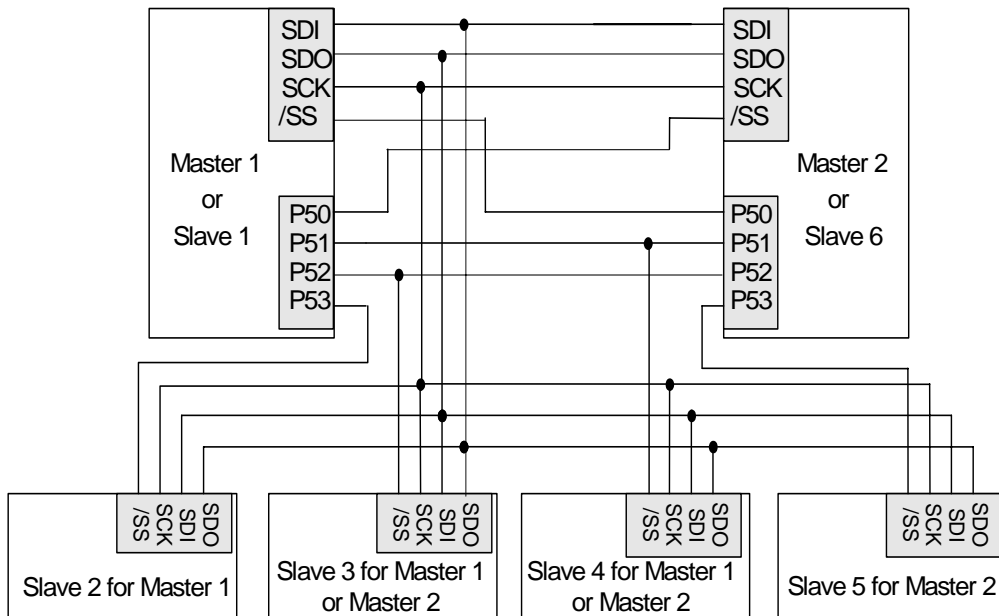 SDI
SDO
SCK
/SS
Master 1
or
Slave 1
P50
P51
P52
P53
SDI
SDO
SCK
/SS
Master 2
or
Slave 6
P50
P51
P52
P53
/SS
SCK
SDI
SDO
Slave 2 for Master 1
/SS
SCK
SDI
SDO
Slave 3 for Master 1
or Master 2
/SS
SCK
SDI
SDO
Slave 4 for Master 1
or Master 2
/SS
SCK
SDI
SDO
Slave 5 for Master 2